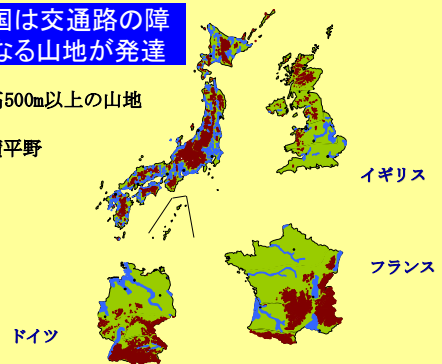 国は交通路の障
なる山地が発達
高500m以上の山地
平野
イギリス
フランス
ドイツ